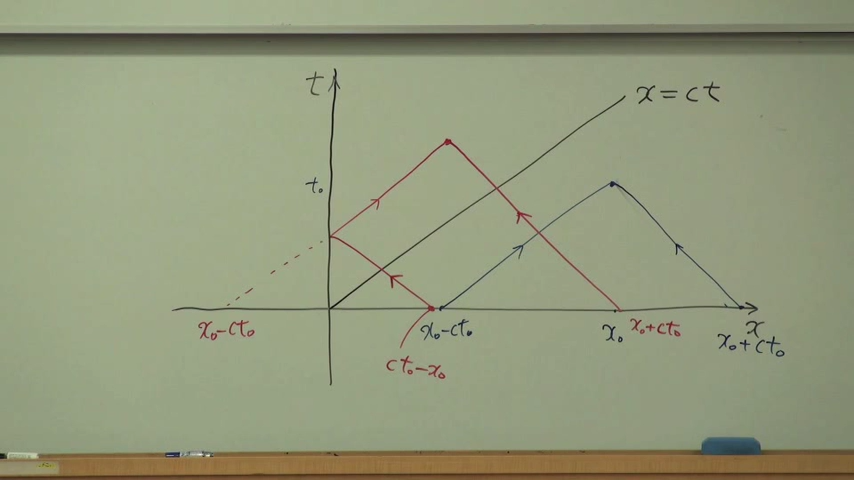 t
x = ct
t₀
x₀-ct₀
x₀-ct₀
x₀
x₀+ct₀
x
x₀+ct₀
ct₀-x₀